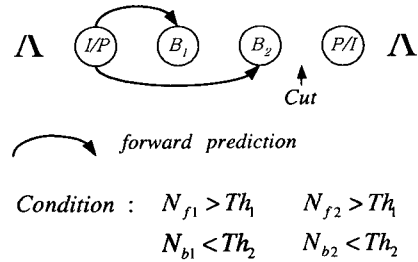 Λ I/P B1 B2 P/I Λ
Cut
forward prediction
Condition : Nf1 > Th1 Nf2 > Th1
Nb1 < Th2 Nb2 < Th2